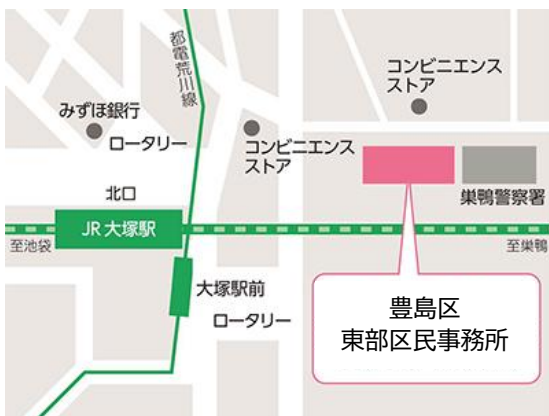 都電荒川線
コンビニエンス
ストア
みずほ銀行
ロータリー
コンビニエンス
ストア
巣鴨警察署
北口
JR大塚駅
至池袋
至巣鴨
大塚駅前
ロータリー
豊島区
東部区民事務所